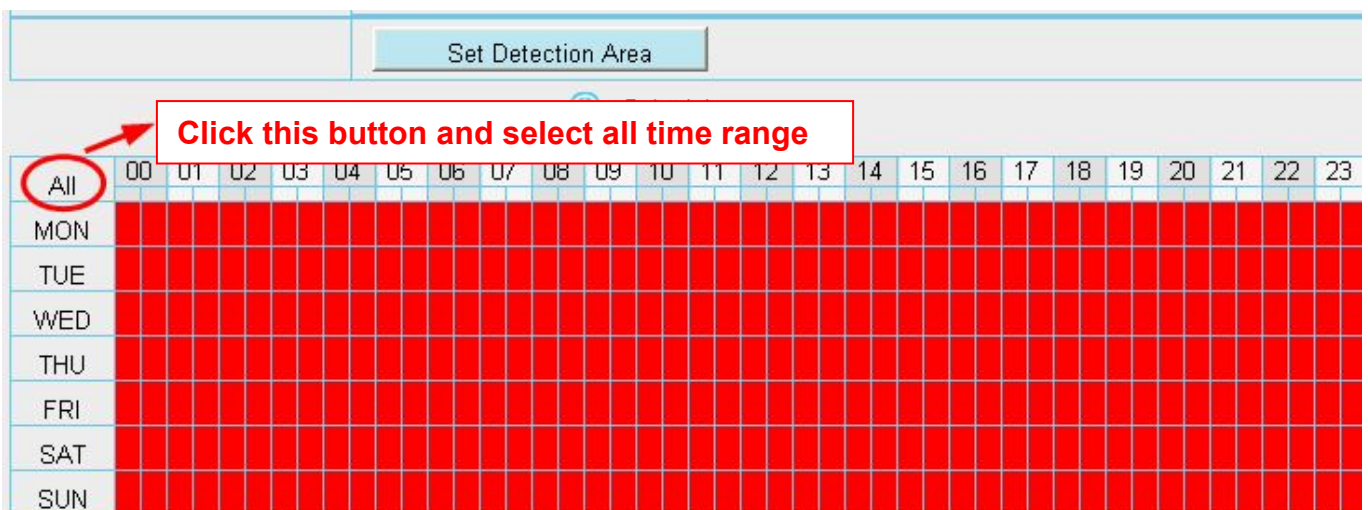 Set Detection Area
Click this button and select all time range
All 00 01 02 03 04 05 06 07 08 09 10 11 12 13 14 15 16 17 18 19 20 21 22 23
MON
TUE
WED
THU
FRI
SAT
SUN